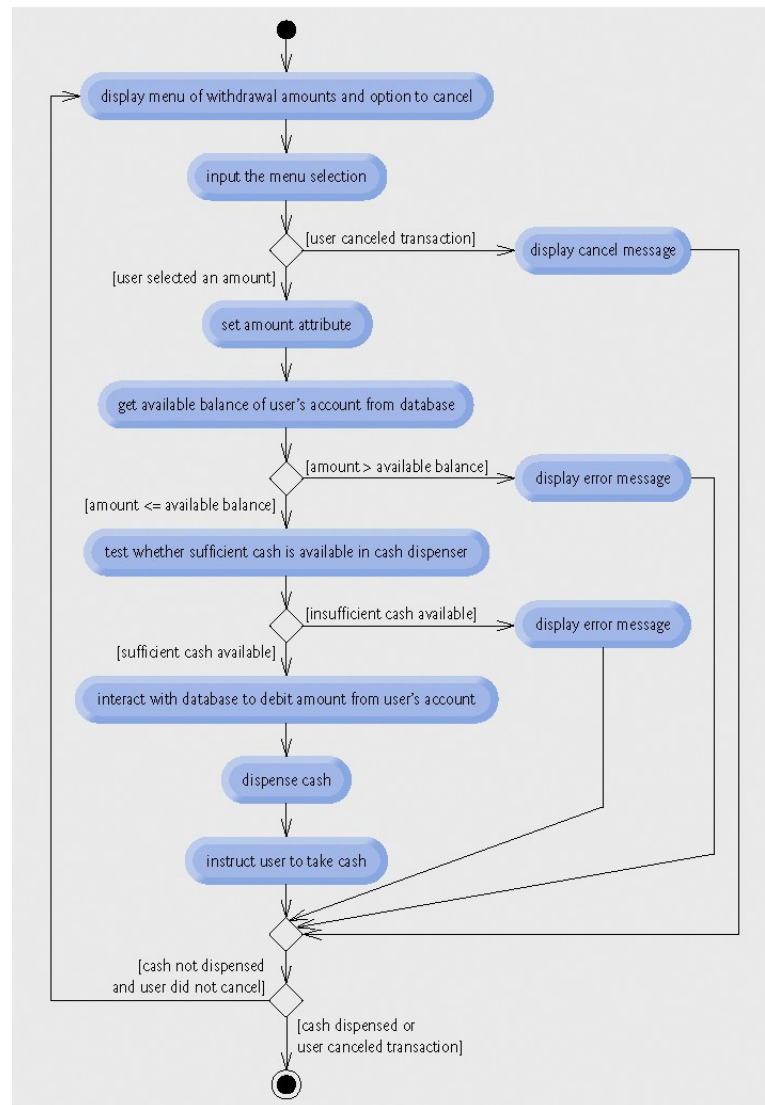 display menu of withdrawal amounts and option to cancel
input the menu selection
[user canceled transaction]
display cancel message
[user selected an amount]
set amount attribute
get available balance of user's account from database
[amount > available balance]
display error message
[amount <= available balance]
test whether sufficient cash is available in cash dispenser
[insufficient cash available]
display error message
[sufficient cash available]
interact with database to debit amount from user's account
dispense cash
instruct user to take cash
[cash not dispensed
and user did not cancel]
[cash dispensed or
user canceled transaction]